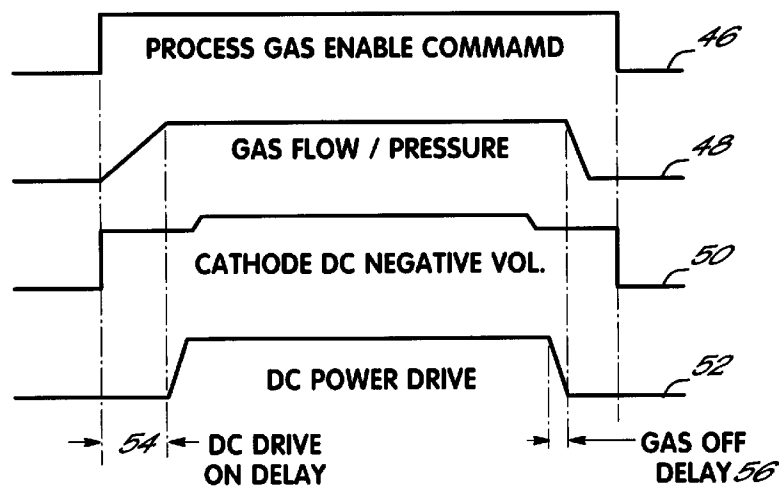 PROCESS GAS ENABLE COMMAMD
46
GAS FLOW / PRESSURE
48
CATHODE DC NEGATIVE VOL.
50
DC POWER DRIVE
52
54
DC DRIVE
ON DELAY
GAS OFF
DELAY 56